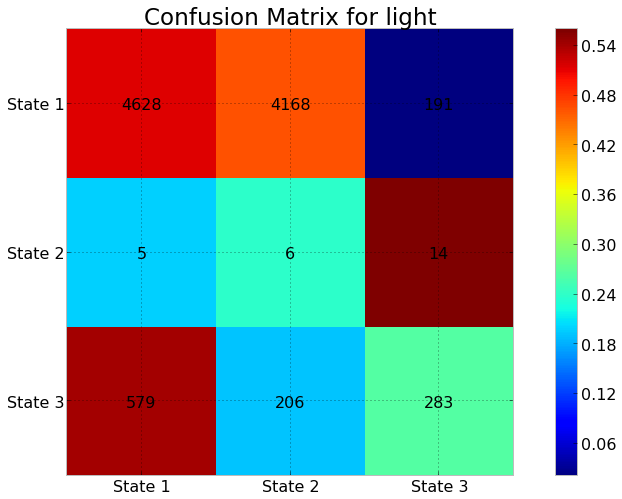 Confusion Matrix for light
State 1 4628 4168 191
State 2 5 6 14
State 3 579 206 283
State 1 State 2 State 3
0.54
0.48
0.42
0.36
0.30
0.24
0.18
0.12
0.06